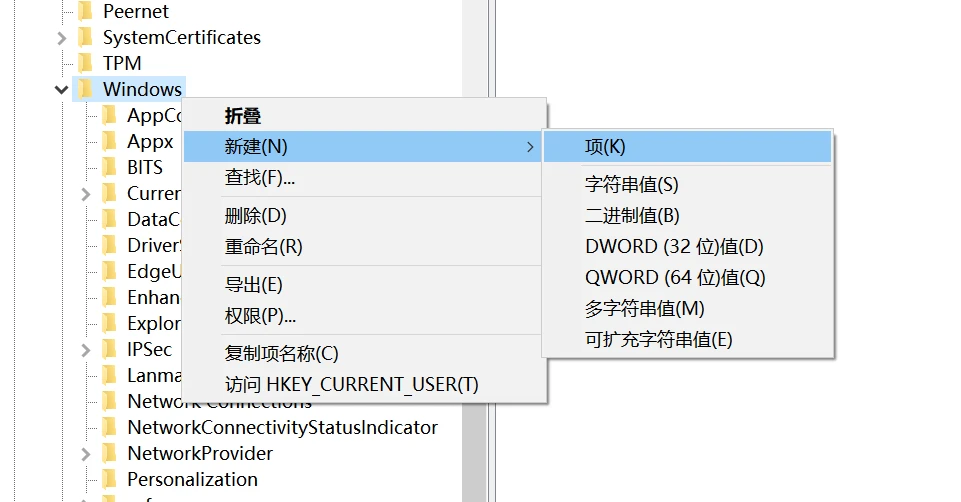 Peernet
SystemCertificates
TPM
Windows
AppCo
Appx
BITS
Curren
DataCo
Driver
EdgeU
Enhan
Explor
IPSec
Lanma
Network Connections
NetworkConnectivityStatusIndicator
NetworkProvider
Personalization
折叠
新建(N)
查找(F)...
删除(D)
重命名(R)
导出(E)
权限(P)...
复制项名称(C)
访问 HKEY_CURRENT_USER(T)
项(K)
字符串值(S)
二进制值(B)
DWORD (32 位)值(D)
QWORD (64 位)值(Q)
多字符串值(M)
可扩充字符串值(E)